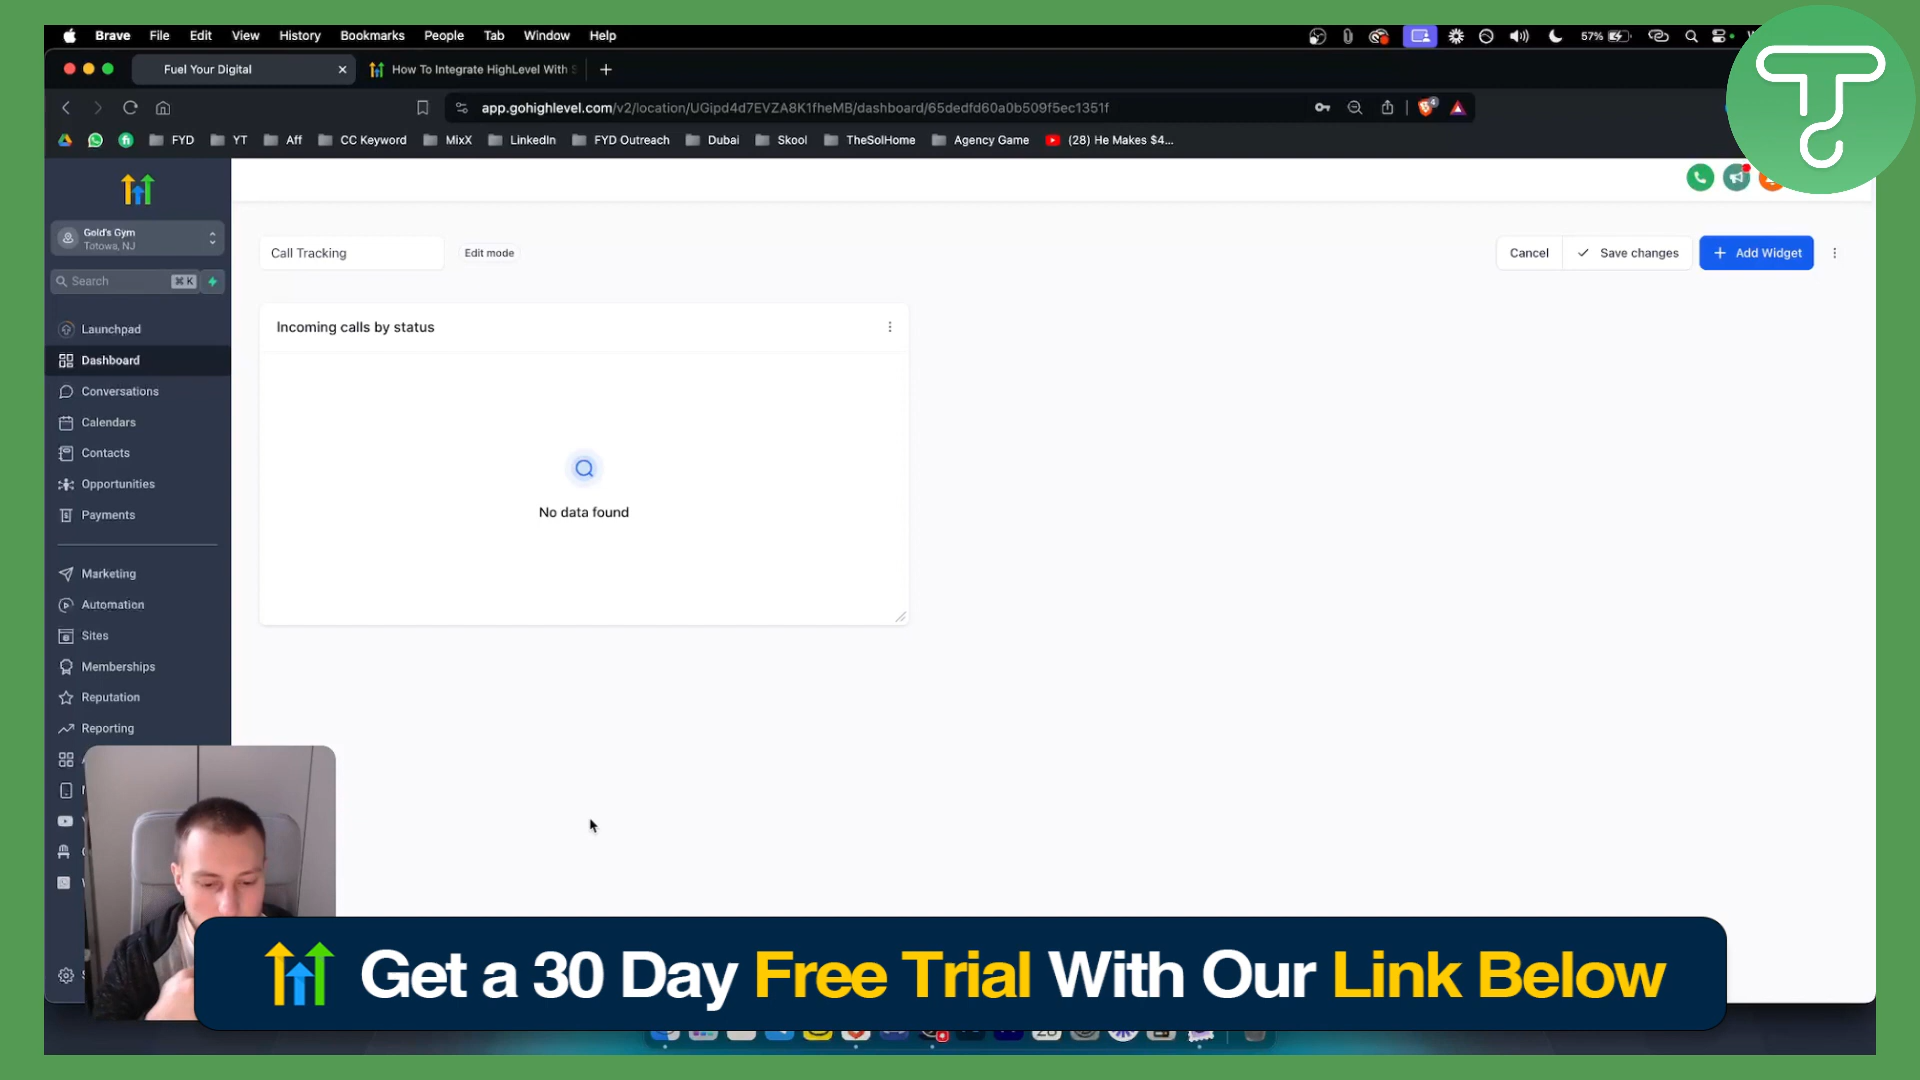 Brave File Edit View History Bookmarks People Tab Window Help 57%
Fuel Your Digital
How To Integrate HighLevel With S
app.gohighlevel.com/v2/location/UGipd4d7EVZA8K1fheMB/dashboard/65dedfd60a0b509f5ec1351f
FYD YT Aff CC Keyword MixX LinkedIn FYD Outreach Dubai Skool TheSolHome Agency Game (28) He Makes $4...
Gold's Gym
Totowa, NJ
Search ⌘ K
Call Tracking
Edit mode
Cancel
Save changes
Add Widget
Incoming calls by status
No data found
Launchpad
Dashboard
Conversations
Calendars
Contacts
Opportunities
Payments
Marketing
Automation
Sites
Memberships
Reputation
Reporting
Get a 30 Day Free Trial With Our Link Below